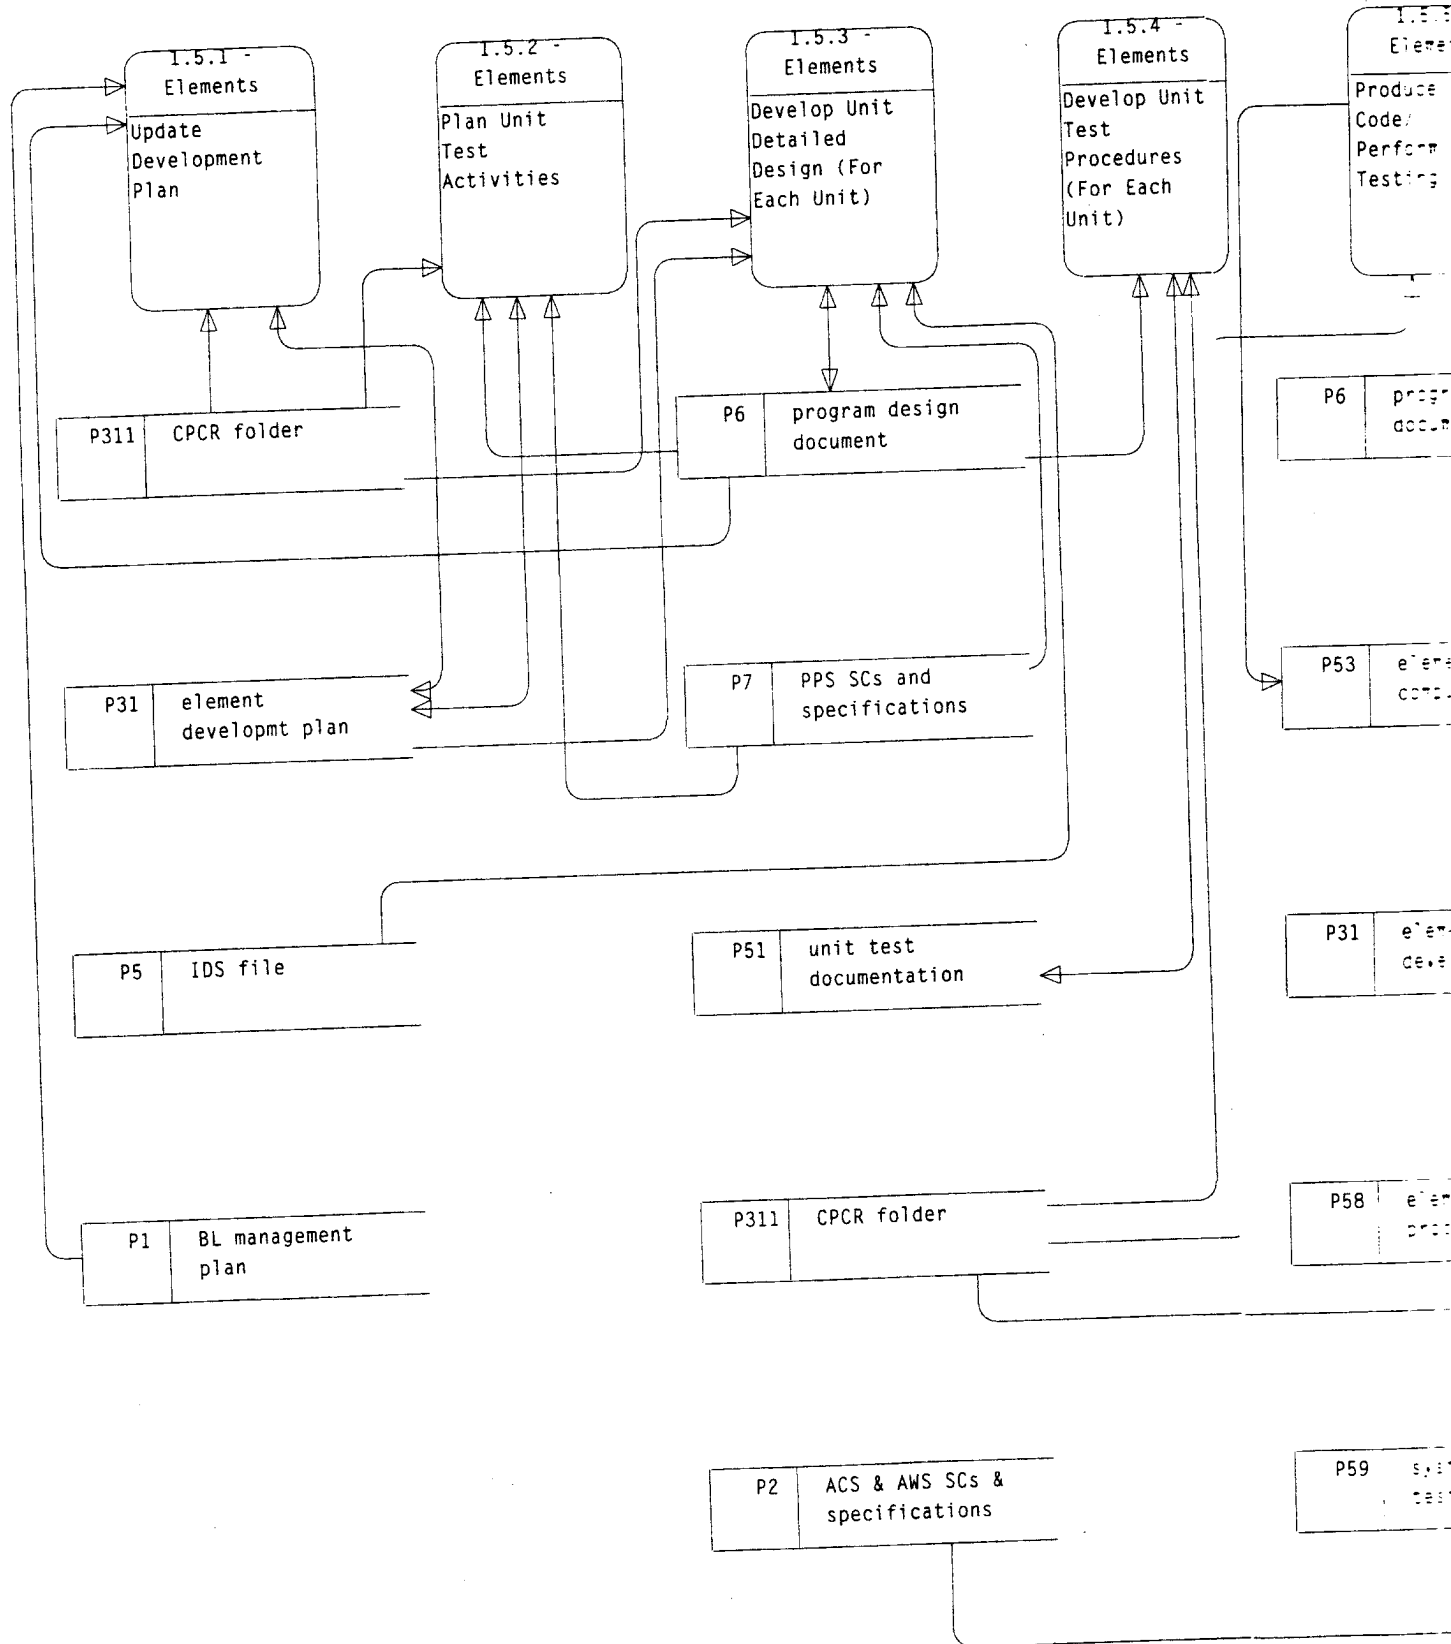 1.5.1 -
Elements
Update
Development
Plan
1.5.2 -
Elements
Plan Unit
Test
Activities
1.5.3 -
Elements
Develop Unit
Detailed
Design (For
Each Unit)
1.5.4 -
Elements
Develop Unit
Test
Procedures
(For Each
Unit)
Produce
Code/
Perform
Testing
P311 CPCR folder
P6 program design
document
P6
P31 element
developmt plan
P7 PPS SCs and
specifications
P53
P5 IDS file
P51 unit test
documentation
P31
P1 BL management
plan
P311 CPCR folder
P58
P2 ACS & AWS SCs &
specifications
P59